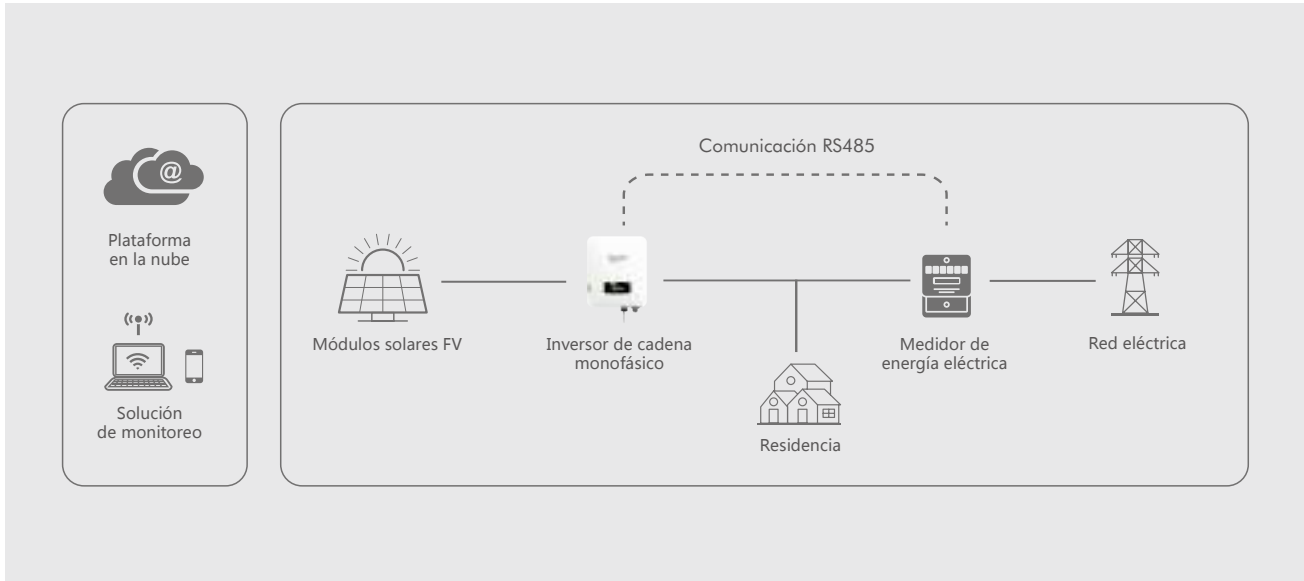 @
Plataforma
en la nube
Solución
de monitoreo
Comunicación RS485
Módulos solares FV
Inversor de cadena
monofásico
Residencia
Medidor de
energía eléctrica
Red eléctrica